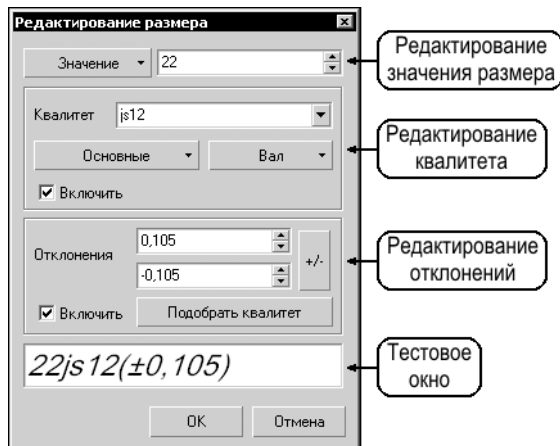 Редактирование размера
Значение 22
Редактирование
значения размера
Квалитет js12
Основные Вал
Включить
Редактирование
квалитета
Отклонения 0,105
-0,105
+/-
Включить Подобрать квалитет
Редактирование
отклонений
22js12(±0,105)
Тестовое
окно
OK Отмена